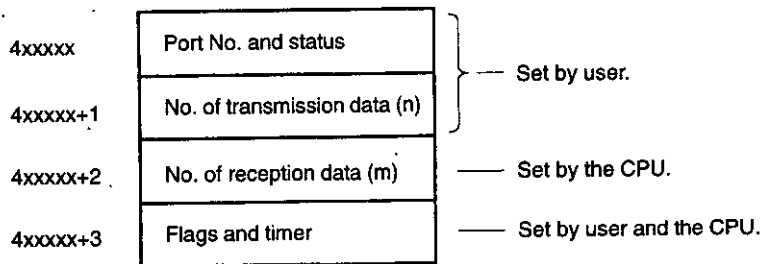 4xxxxx Port No. and status
Set by user.
4xxxxx+1 No. of transmission data (n)
4xxxxx+2 No. of reception data (m) Set by the CPU.
4xxxxx+3 Flags and timer Set by user and the CPU.